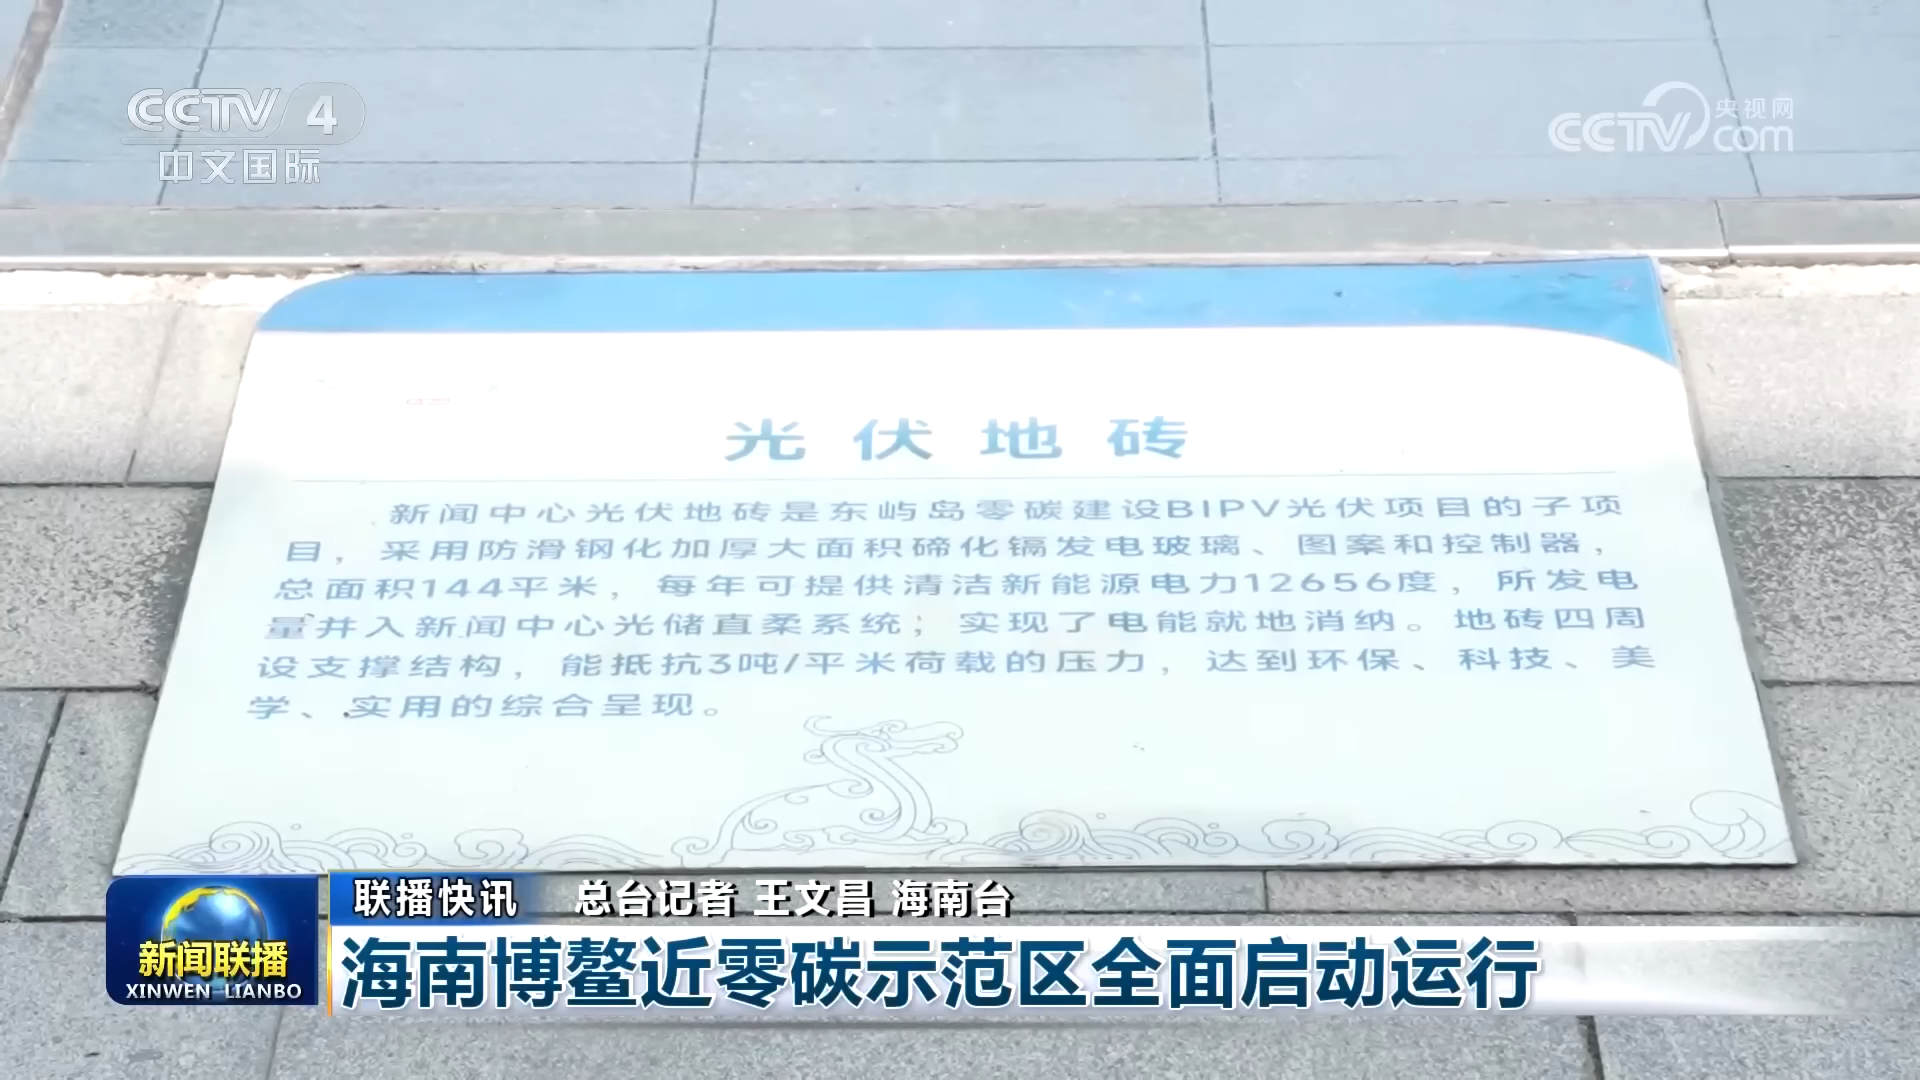 CCTV 4
中文国际
央视网
CCTV com
光伏地砖
新闻中心光伏地砖是东屿岛零碳建设BIPV光伏项目的子项
目，采用防滑钢化加厚大面积碲化镉发电玻璃、图案和控制器，
总面积144平米，每年可提供清洁新能源电力12656度，所发电
量并入新闻中心光储直柔系统；实现了电能就地消纳。地砖四周
设支撑结构，能抵抗3吨/平米荷载的压力，达到环保、科技、美
学、实用的综合呈现。
联播快讯 总台记者 王文昌 海南台
新闻联播
XINWEN LIANBO
海南博鳌近零碳示范区全面启动运行